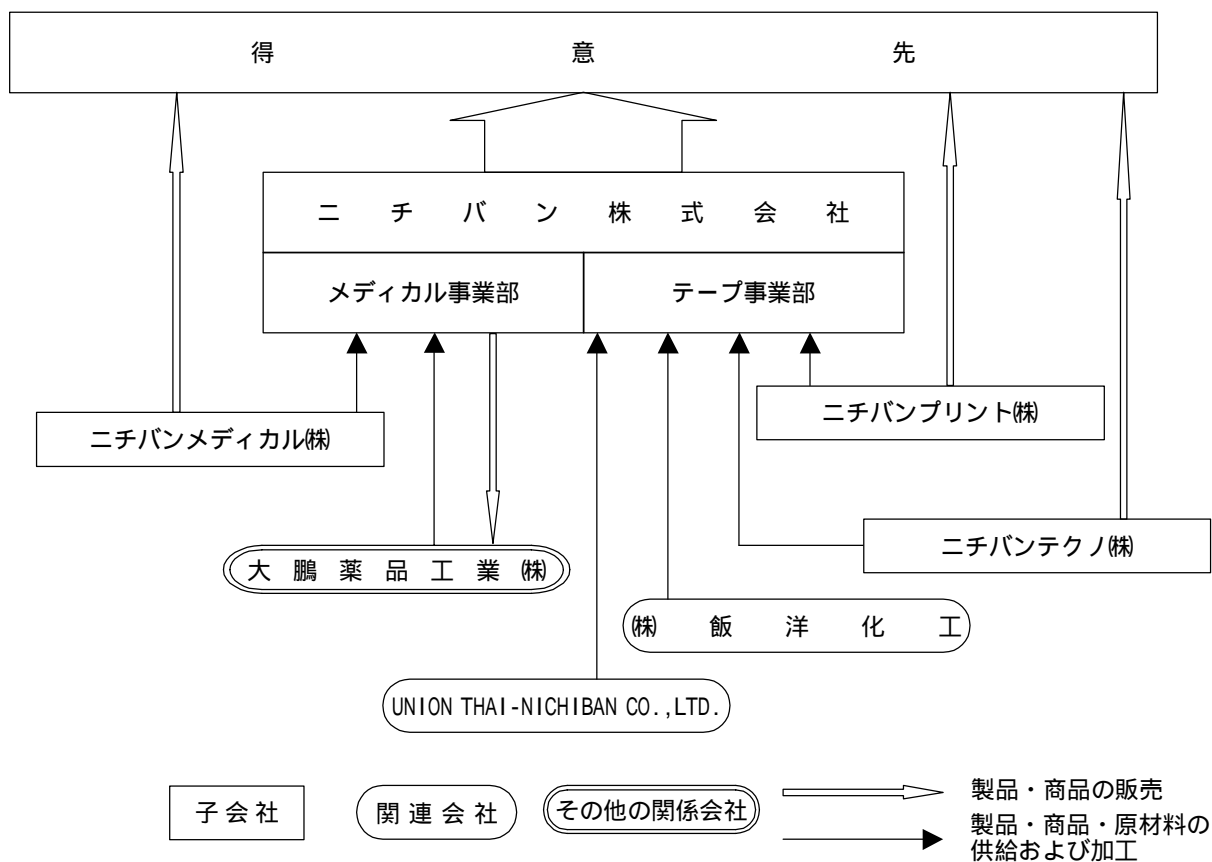 得意先
ニチバン株式会社
メディカル事業部 テープ事業部
ニチバンプリント㈱
ニチバンメディカル㈱
ニチバンテクノ㈱
大鵬薬品工業㈱
㈱飯洋化工
UNION THAI-NICHIBAN CO.,LTD.
子会社 関連会社 その他の関係会社
製品・商品の販売
製品・商品・原材料の
供給および加工